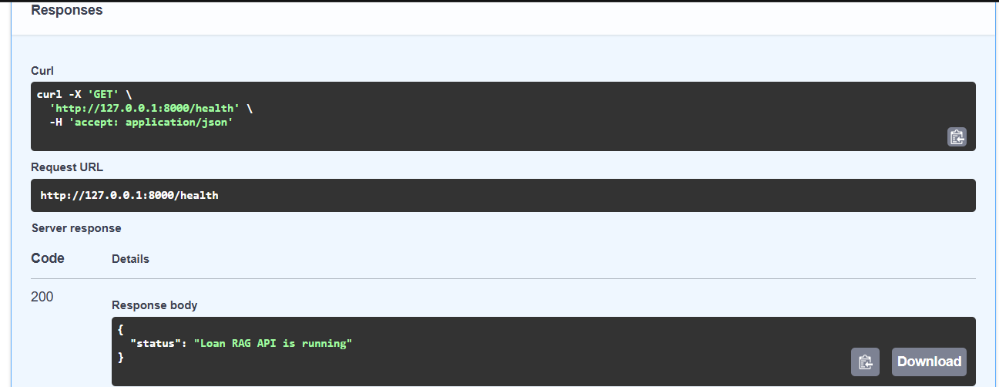 Responses
Curl
curl -X 'GET' \
  'http://127.0.0.1:8000/health' \
  -H 'accept: application/json'
Request URL
http://127.0.0.1:8000/health
Server response
Code Details
200
Response body
{
  "status": "Loan RAG API is running"
}
Download